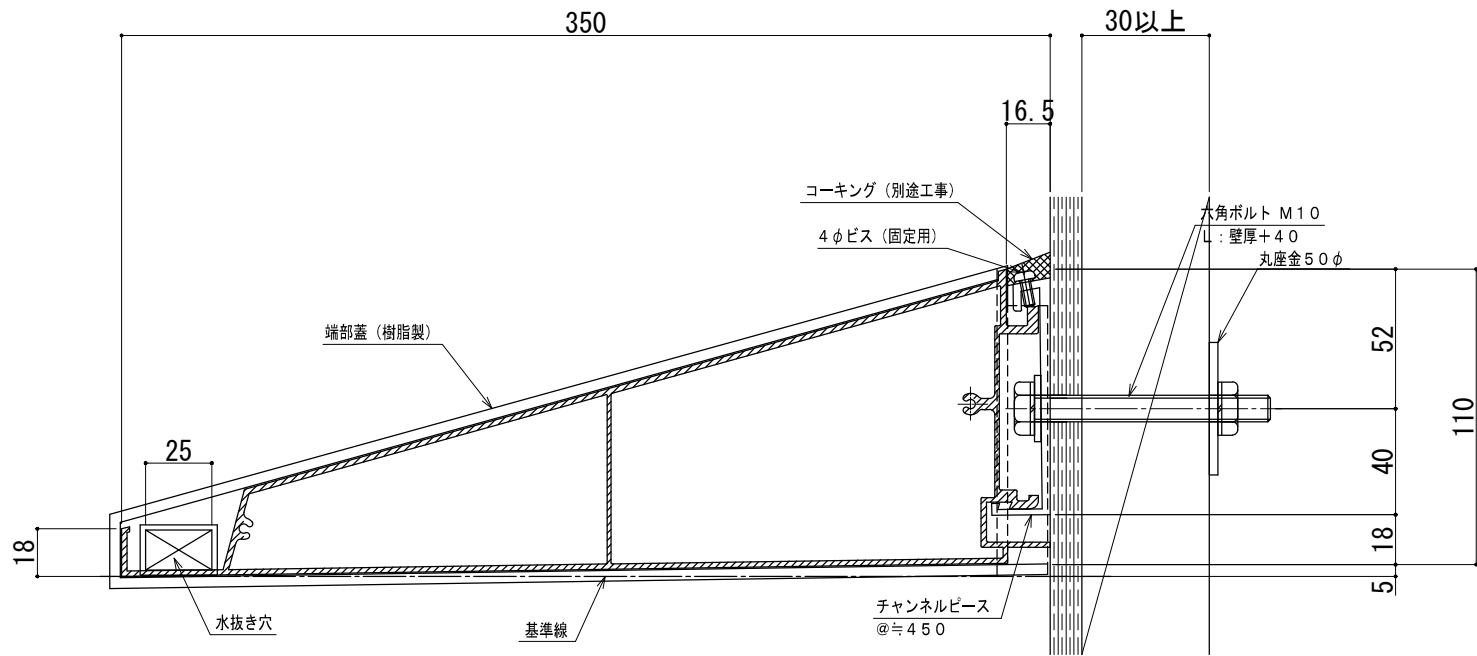 350
30以上
16.5
コーキング（別途工事）
4φビス（固定用）
六角ボルト M10
L：壁厚＋40
丸座金50φ
端部蓋（樹脂製）
52
110
25
40
18
18
5
水抜き穴
基準線
チャンネルピース
@≒450